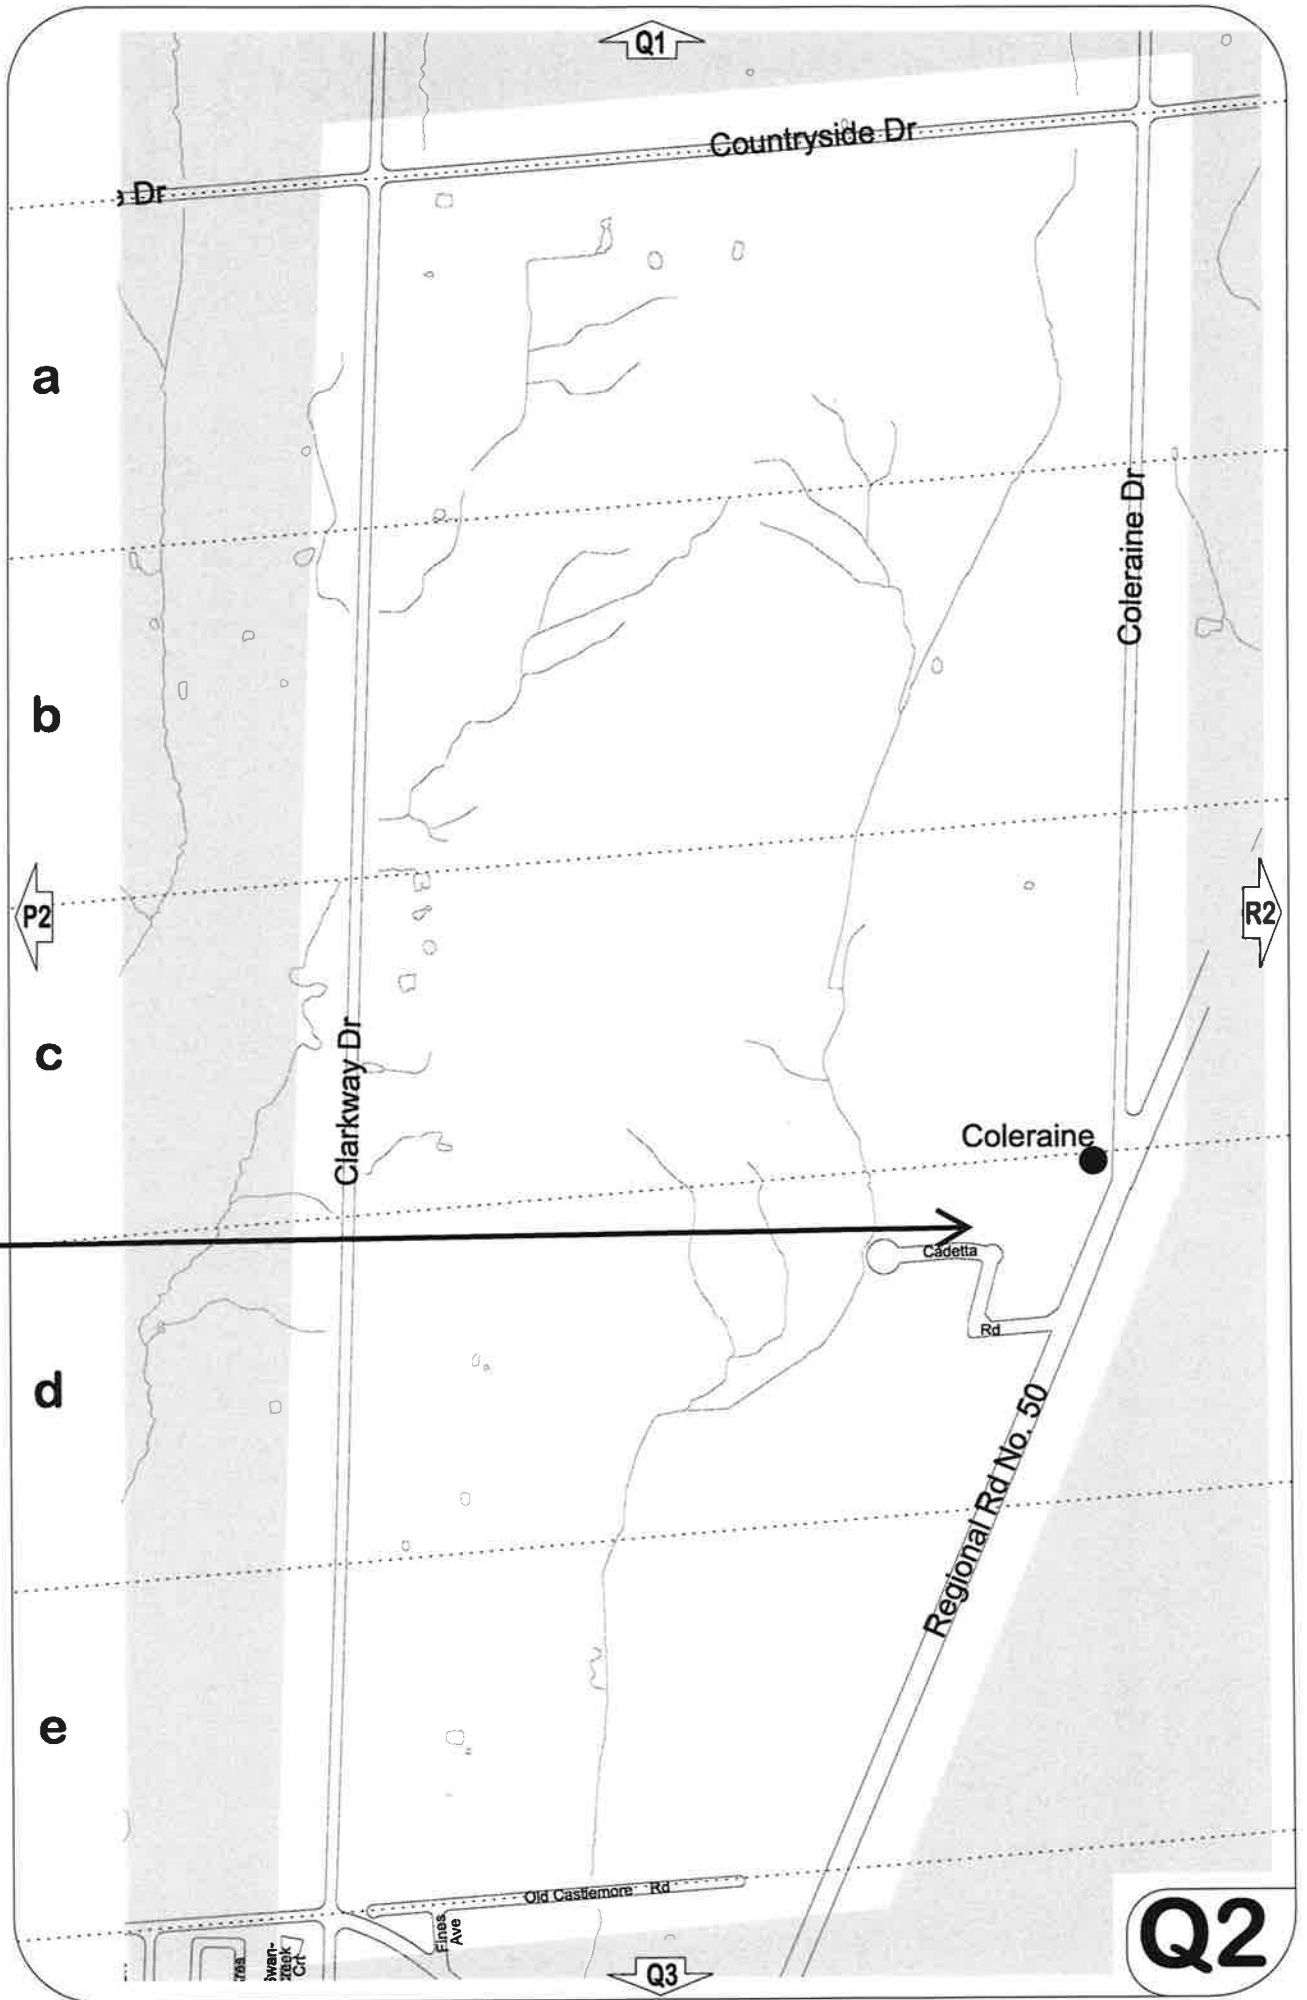 Q1
Countryside Dr
Dr
a
Coleraine Dr
b
P2
R2
c
Clarkway Dr
Coleraine
Cadetta
Rd
d
Regional Rd No. 50
e
Old Castlemore Rd
Fines
Ave
Crt
Q3
Q2